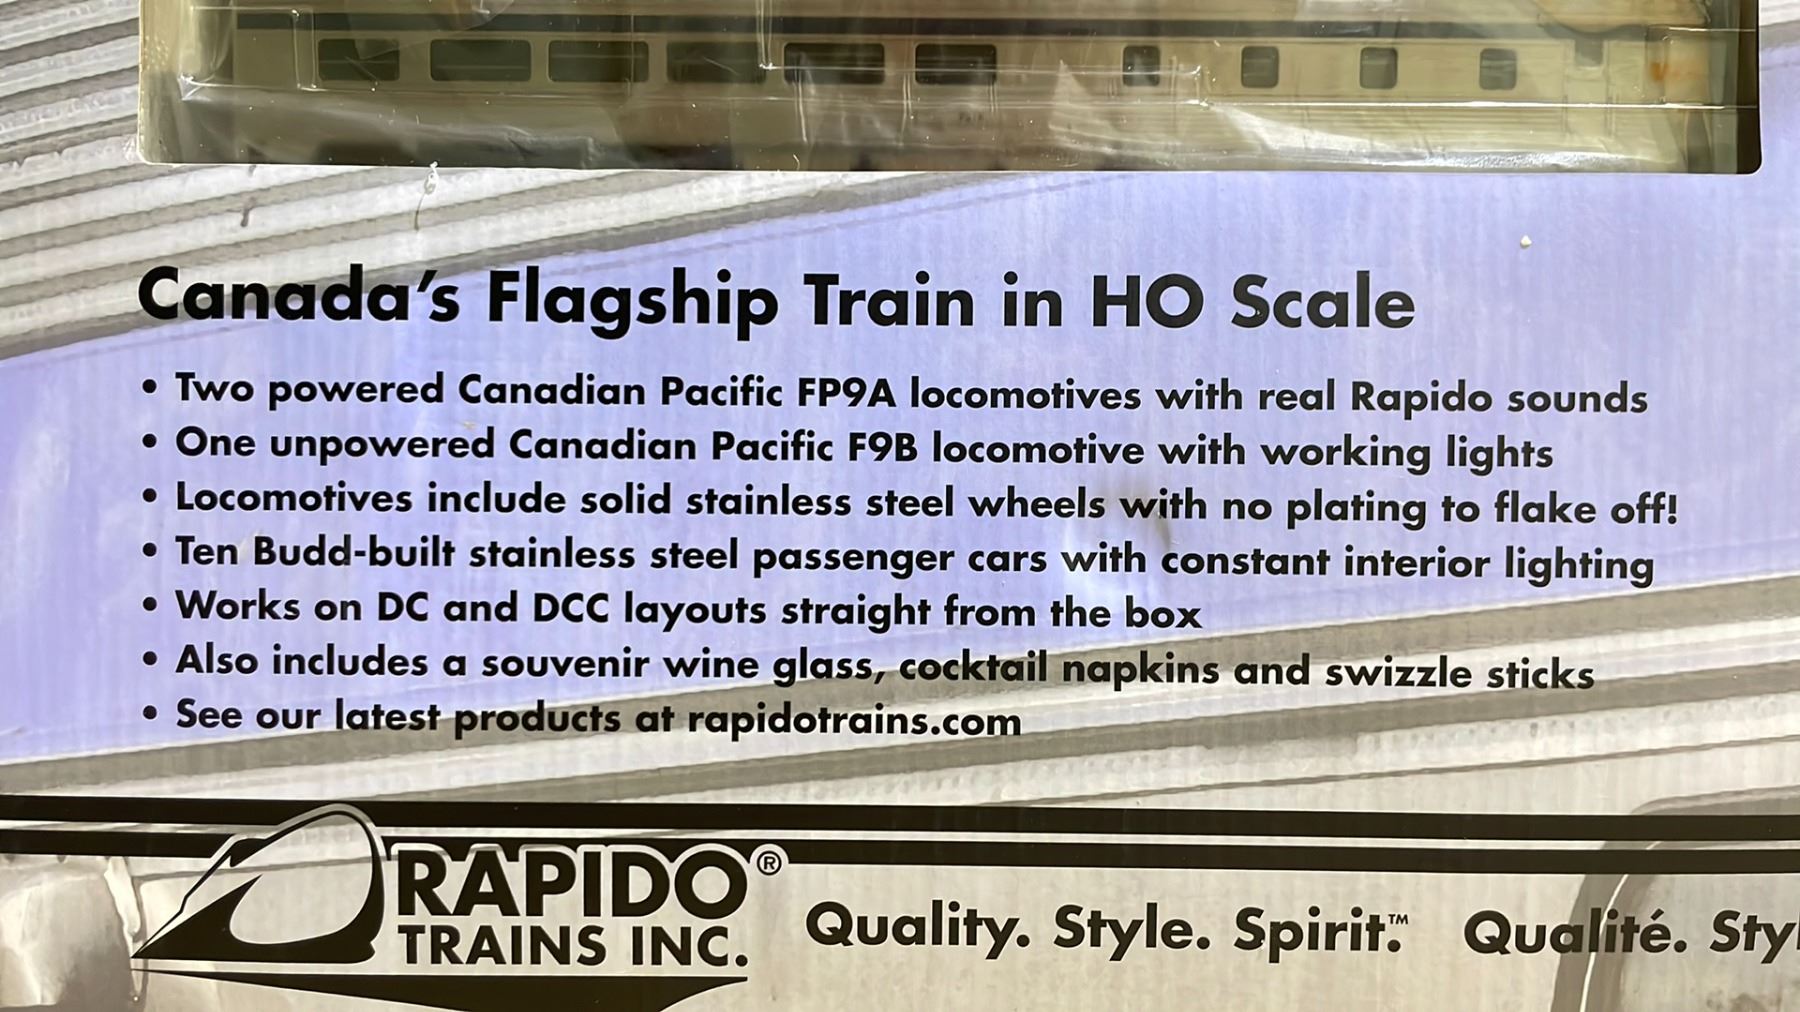 Canada's Flagship Train in HO Scale
• Two powered Canadian Pacific FP9A locomotives with real Rapido sounds
• One unpowered Canadian Pacific F9B locomotive with working lights
• Locomotives include solid stainless steel wheels with no plating to flake off!
• Ten Budd-built stainless steel passenger cars with constant interior lighting
• Works on DC and DCC layouts straight from the box
• Also includes a souvenir wine glass, cocktail napkins and swizzle sticks
• See our latest products at rapidotrains.com
RAPIDO®
TRAINS INC.
Quality. Style. Spirit.™ Qualité. Styl